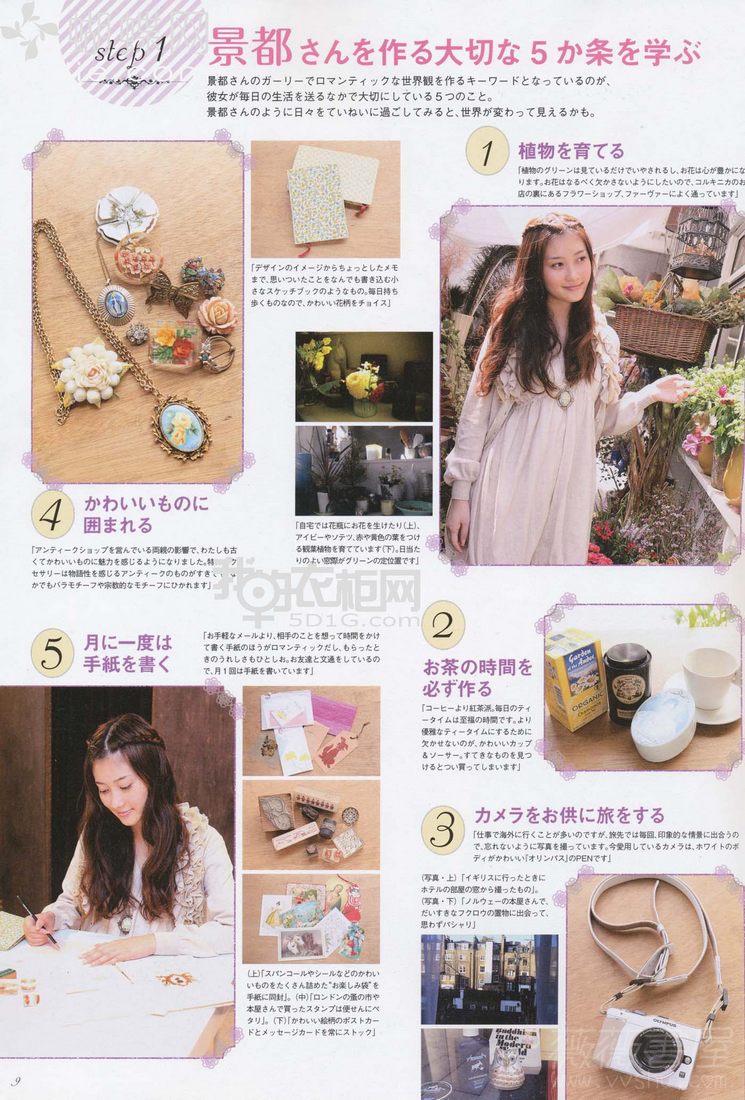 step 1
景都さんを作る大切な5か条を学ぶ
景都さんのガーリーでロマンティックな世界観を作るキーワードとなっているのが、
彼女が毎日の生活を送るなかで大切にしている5つのこと。
景都さんのように日々をていねいに過ごしてみると、世界が変わって見えるかも。
1
植物を育てる
「植物のグリーンは見ているだけでいやされるし、お花は心が豊かにな
ります。お花はなるべく欠かさないようにしたいので、コルキニカのお
店の裏にあるフラワーショップ、ファーヴァーによく通っています」
「デザインのイメージからちょっとしたメモ
まで、思いついたことをなんでも書き込む小
さなスケッチブックのようなもの。毎日持ち
歩くものなので、かわいい花柄をチョイス」
「自宅では花瓶にお花を生けたり(上)、
アイビーやソテツ、赤や黄色の葉をつけ
る観葉植物を育てています(下)。日当た
りのよい窓際がグリーンの定位置です」
4
かわいいものに
囲まれる
「アンティークショップを営んでいる両親の影響で、わたしも古
くてかわいいものに魅力を感じるようになりました。特
セサリーは物語性を感じるアンティークのものがすき
かでもバラモチーフや宗教的なモチーフにひかれます」
我的衣柜网
5D1G.COM
5
月に一度は
手紙を書く
「お手軽なメールより、相手のことを想って時間をかけ
て書く手紙のほうがロマンティックだし、もらったと
きのうれしさもひとしお。お友達と文通をしているの
で、月1回は手紙を書いています」
2
お茶の時間を
必ず作る
「コーヒーより紅茶派。毎日のティ
ータイムは至福の時間です。より
優雅なティータイムにするために
欠かせないのが、かわいいカップ
&ソーサー。すてきなものを見つ
けるとつい買ってしまいます」
Garden
of the
Andes
ORGANIC
3
カメラをお供に旅をする
「仕事で海外に行くことが多いのですが、旅先では毎回、印象的な情景に出会うの
で、忘れないように写真を撮っています。今愛用しているカメラは、ホワイトのボ
ディがかわいい『オリンパス』のPENです」
(写真・上)「イギリスに行ったときに
ホテルの部屋の窓から撮ったもの」。
(写真・下)「ノルウェーの本屋さんで、
だいすきなフクロウの置物に出会って、
思わずパシャリ」
(上)「スパンコールやシールなどのかわい
いものをたくさん詰めた“お楽しみ袋”を
手紙に同封」。(中)「ロンドンの蚤の市や
本屋さんで買ったスタンプは便せんにペ
タリ」。(下)「かわいい絵柄のポストカー
ドとメッセージカードを常にストック」
Buddhism
in the
Modern
World
OLYMPUS
9